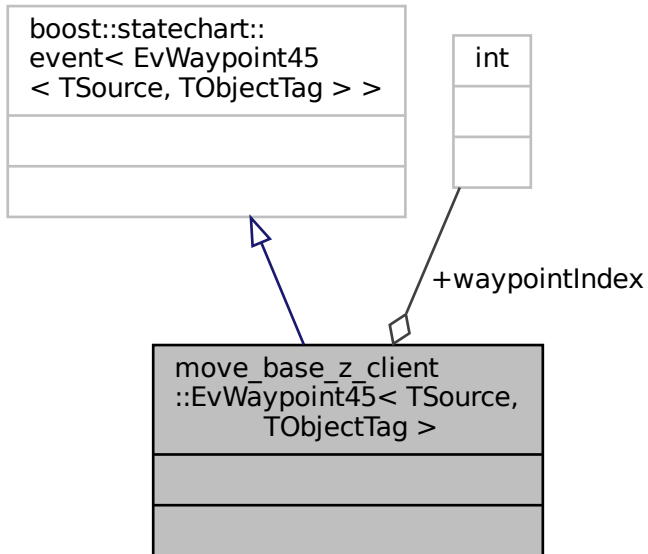 boost::statechart::
event< EvWaypoint45
< TSource, TObjectTag > >
int
+waypointIndex
move_base_z_client
::EvWaypoint45< TSource,
TObjectTag >